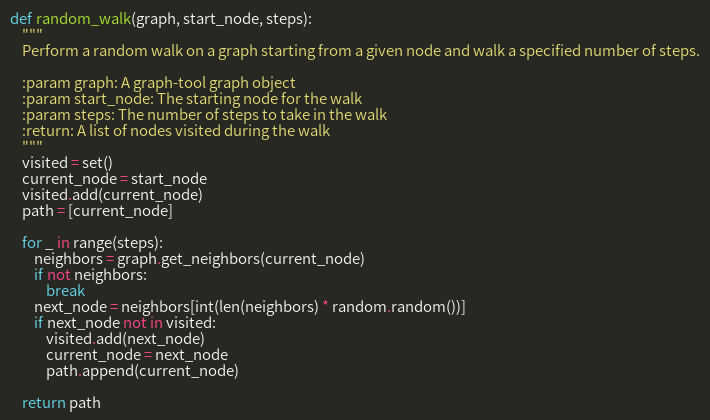 def random_walk(graph, start_node, steps):
    """
    Perform a random walk on a graph starting from a given node and walk a specified number of steps.

    :param graph: A graph-tool graph object
    :param start_node: The starting node for the walk
    :param steps: The number of steps to take in the walk
    :return: A list of nodes visited during the walk
    """
    visited = set()
    current_node = start_node
    visited.add(current_node)
    path = [current_node]

    for _ in range(steps):
        neighbors = graph.get_neighbors(current_node)
        if not neighbors:
            break
        next_node = neighbors[int(len(neighbors) * random.random())]
        if next_node not in visited:
            visited.add(next_node)
            current_node = next_node
            path.append(current_node)

    return path